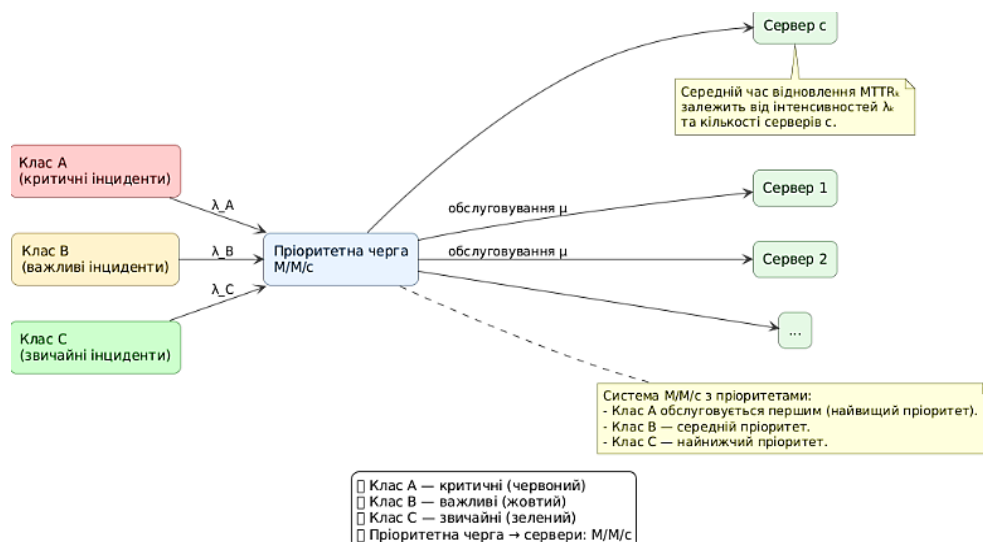 Сервер c
Середній час відновлення MTTRₖ
залежить від інтенсивностей λₖ
та кількості серверів c.
Клас A
(критичні інциденти)
λ_A
Клас B
(важливі інциденти)
λ_B
Клас C
(звичайні інциденти)
λ_C
Пріоритетна черга
M/M/c
обслуговування μ
Сервер 1
обслуговування μ
Сервер 2
...
Система M/M/c з пріоритетами:
- Клас A обслуговується першим (найвищий пріоритет).
- Клас B — середній пріоритет.
- Клас C — найнижчий пріоритет.
Клас A — критичні (червоний)
Клас B — важливі (жовтий)
Клас C — звичайні (зелений)
Пріоритетна черга → сервери: M/M/c